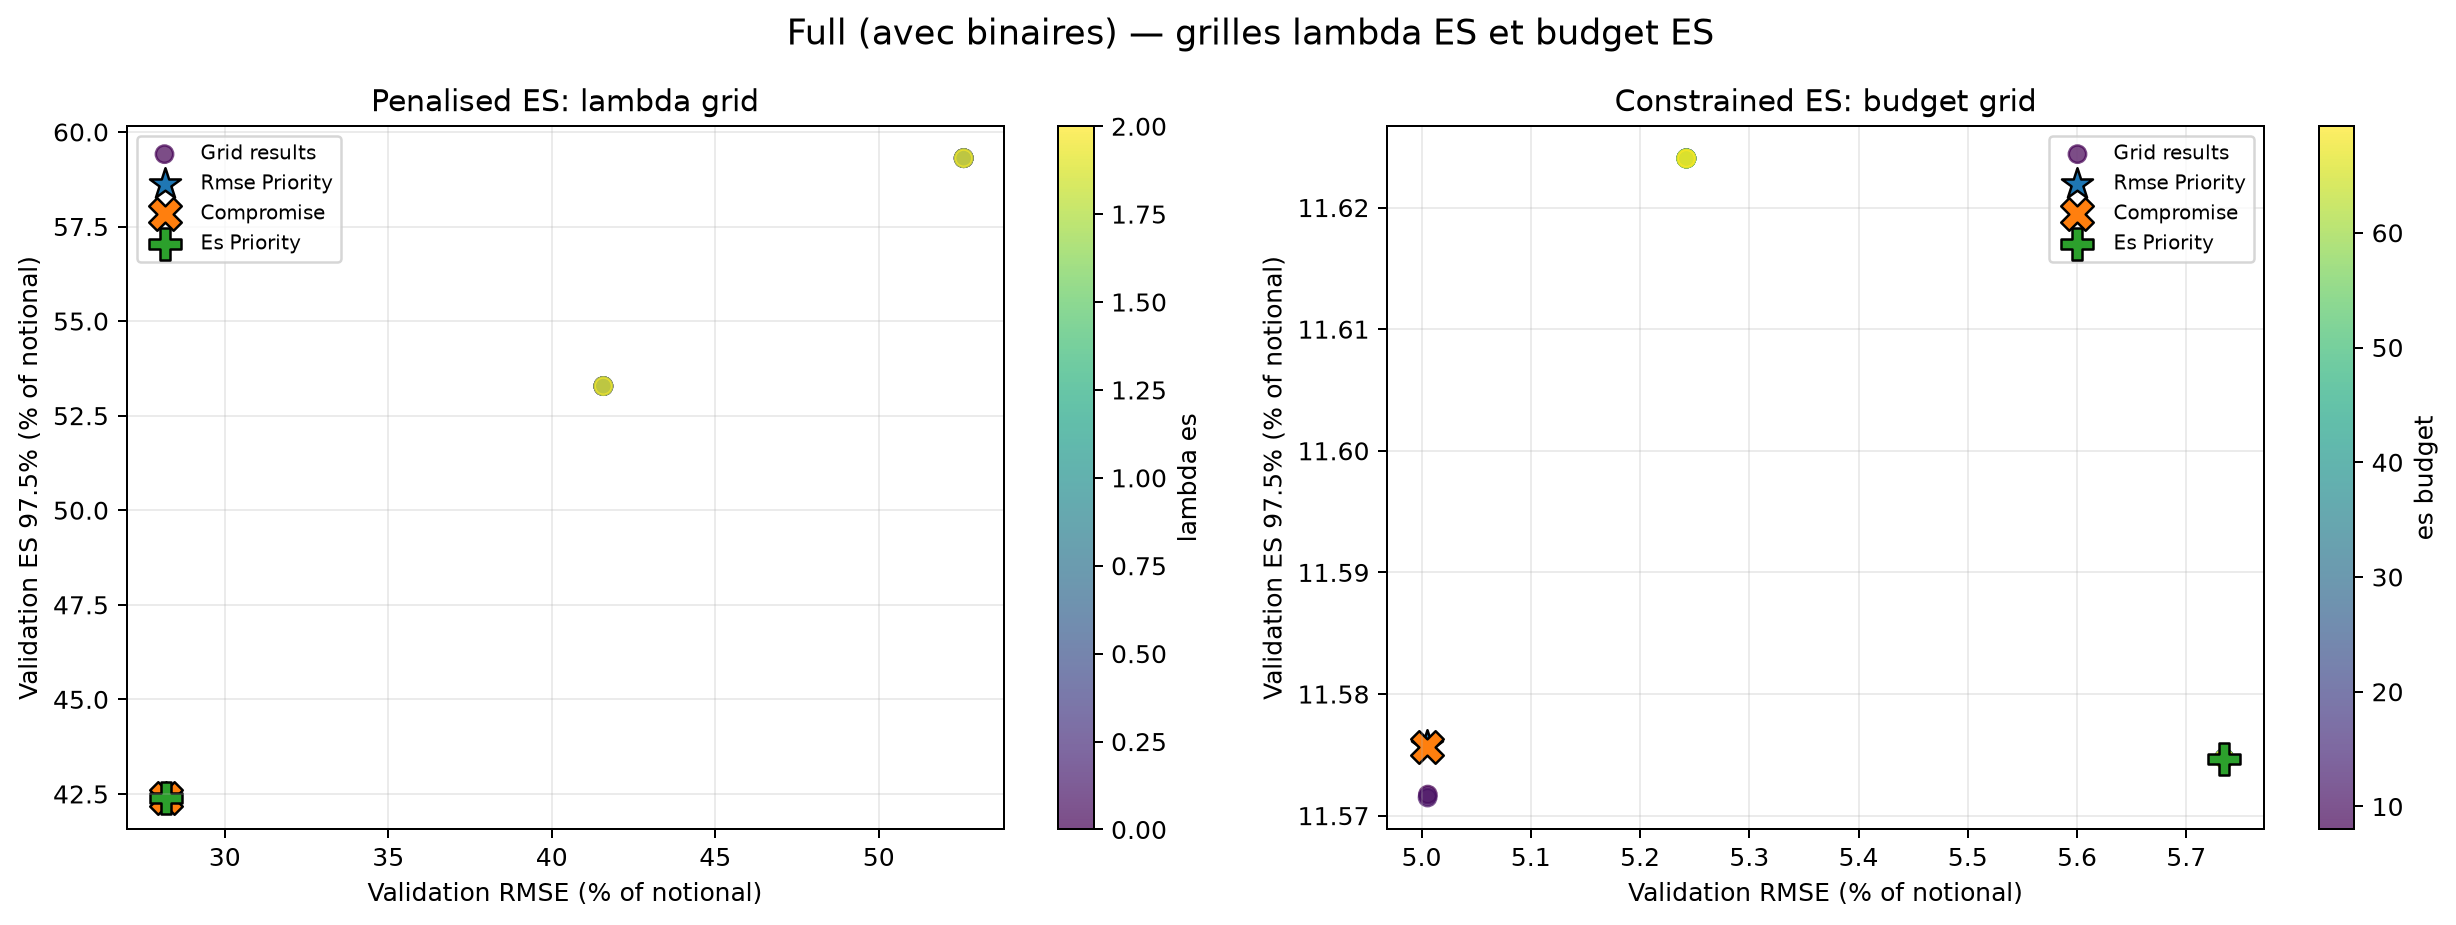 Full (avec binaires) — grilles lambda ES et budget ES
Penalised ES: lambda grid
Validation ES 97.5% (% of notional)
60.0
57.5
55.0
52.5
50.0
47.5
45.0
42.5
Grid results
Rmse Priority
Compromise
Es Priority
30
35
40
45
50
Validation RMSE (% of notional)
2.00
1.75
1.50
1.25
1.00
0.75
0.50
0.25
0.00
lambda es
Constrained ES: budget grid
Validation ES 97.5% (% of notional)
11.62
11.61
11.60
11.59
11.58
11.57
Grid results
Rmse Priority
Compromise
Es Priority
5.0
5.1
5.2
5.3
5.4
5.5
5.6
5.7
Validation RMSE (% of notional)
60
50
40
30
20
10
es budget